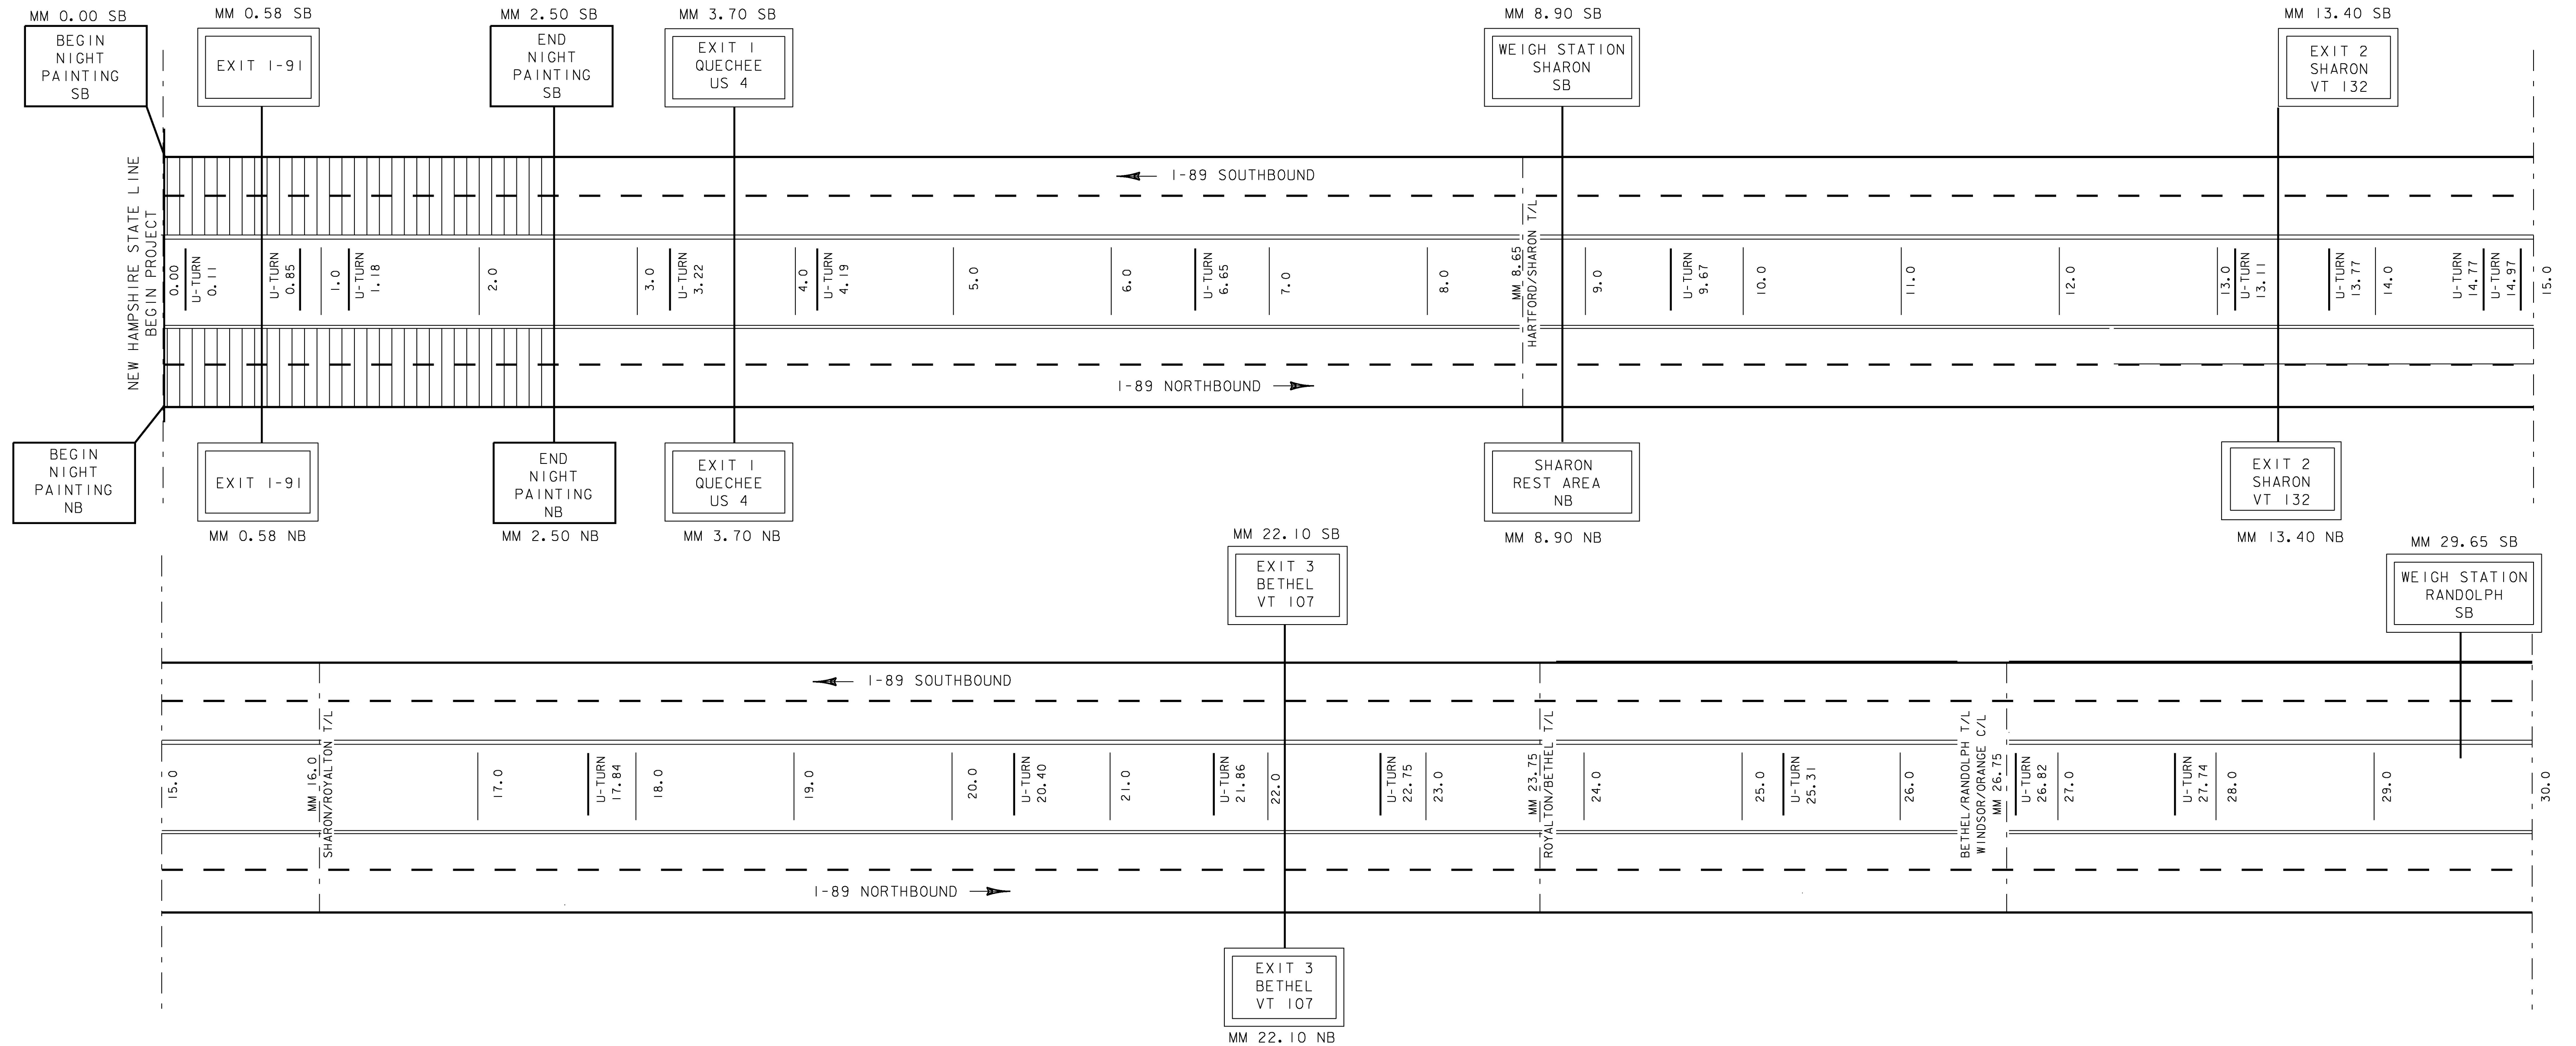 MM 0.00 SB
BEGIN
NIGHT
PAINTING
SB
MM 0.58 SB
EXIT I-91
MM 2.50 SB
END
NIGHT
PAINTING
SB
MM 3.70 SB
EXIT 1
QUECHEE
US 4
MM 8.90 SB
WEIGH STATION
SHARON
SB
MM 13.40 SB
EXIT 2
SHARON
VT 132
I-89 SOUTHBOUND
NEW HAMPSHIRE STATE LINE
BEGIN PROJECT
0.00
U-TURN
0.11
U-TURN
0.85
1.0
U-TURN
1.18
2.0
3.0
U-TURN
3.22
4.0
U-TURN
4.19
5.0
6.0
U-TURN
6.65
7.0
8.0
MM 8.65
HARTFORD/SHARON T/L
9.0
U-TURN
9.67
10.0
11.0
12.0
13.0
U-TURN
13.11
U-TURN
13.77
14.0
U-TURN
14.77
U-TURN
14.97
15.0
I-89 NORTHBOUND
BEGIN
NIGHT
PAINTING
NB
EXIT I-91
MM 0.58 NB
END
NIGHT
PAINTING
NB
MM 2.50 NB
EXIT 1
QUECHEE
US 4
MM 3.70 NB
SHARON
REST AREA
NB
MM 8.90 NB
EXIT 2
SHARON
VT 132
MM 13.40 NB
MM 22.10 SB
EXIT 3
BETHEL
VT 107
MM 29.65 SB
WEIGH STATION
RANDOLPH
SB
I-89 SOUTHBOUND
15.0
MM 16.0
SHARON/ROYALTON T/L
17.0
U-TURN
17.84
18.0
19.0
20.0
U-TURN
20.40
21.0
U-TURN
21.86
22.0
U-TURN
22.75
23.0
MM 23.75
ROYALTON/BETHEL T/L
24.0
25.0
U-TURN
25.31
26.0
BETHEL/RANDOLPH T/L
WINDSOR/ORANGE C/L
MM 26.75
U-TURN
26.82
27.0
U-TURN
27.74
28.0
29.0
30.0
I-89 NORTHBOUND
EXIT 3
BETHEL
VT 107
MM 22.10 NB